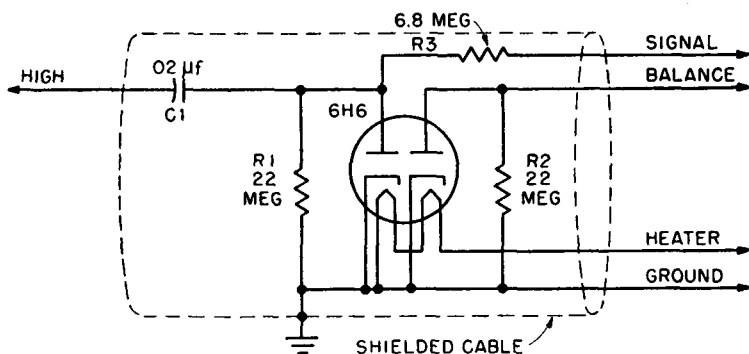 6.8 MEG
R3
SIGNAL
02 µf
HIGH
BALANCE
C1
6H6
R1
22
MEG
R2
22
MEG
HEATER
GROUND
SHIELDED CABLE